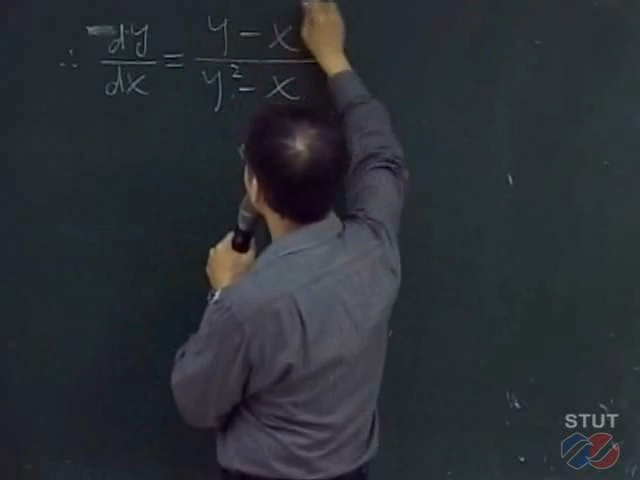 ∴ dy/dx = y - x / y² - x
STUT